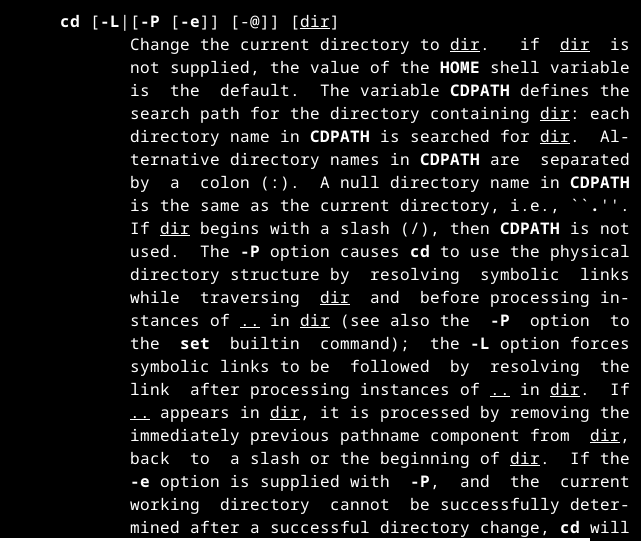 cd [-L|[-P [-e]] [-@]] [dir]
Change the current directory to dir.   if  dir  is
not supplied, the value of the HOME shell variable
is  the  default.  The variable CDPATH defines the
search path for the directory containing dir: each
directory name in CDPATH is searched for dir.  Al-
ternative directory names in CDPATH are  separated
by  a  colon (:).  A null directory name in CDPATH
is the same as the current directory, i.e., ``.''.
If dir begins with a slash (/), then CDPATH is not
used.  The -P option causes cd to use the physical
directory structure by  resolving  symbolic  links
while  traversing  dir  and  before processing in-
stances of .. in dir (see also the  -P  option  to
the  set  builtin  command);  the -L option forces
symbolic links to be  followed  by  resolving  the
link  after processing instances of .. in dir.  If
.. appears in dir, it is processed by removing the
immediately previous pathname component from  dir,
back  to  a slash or the beginning of dir.  If the
-e option is supplied with  -P,  and  the  current
working  directory  cannot  be successfully deter-
mined after a successful directory change, cd will